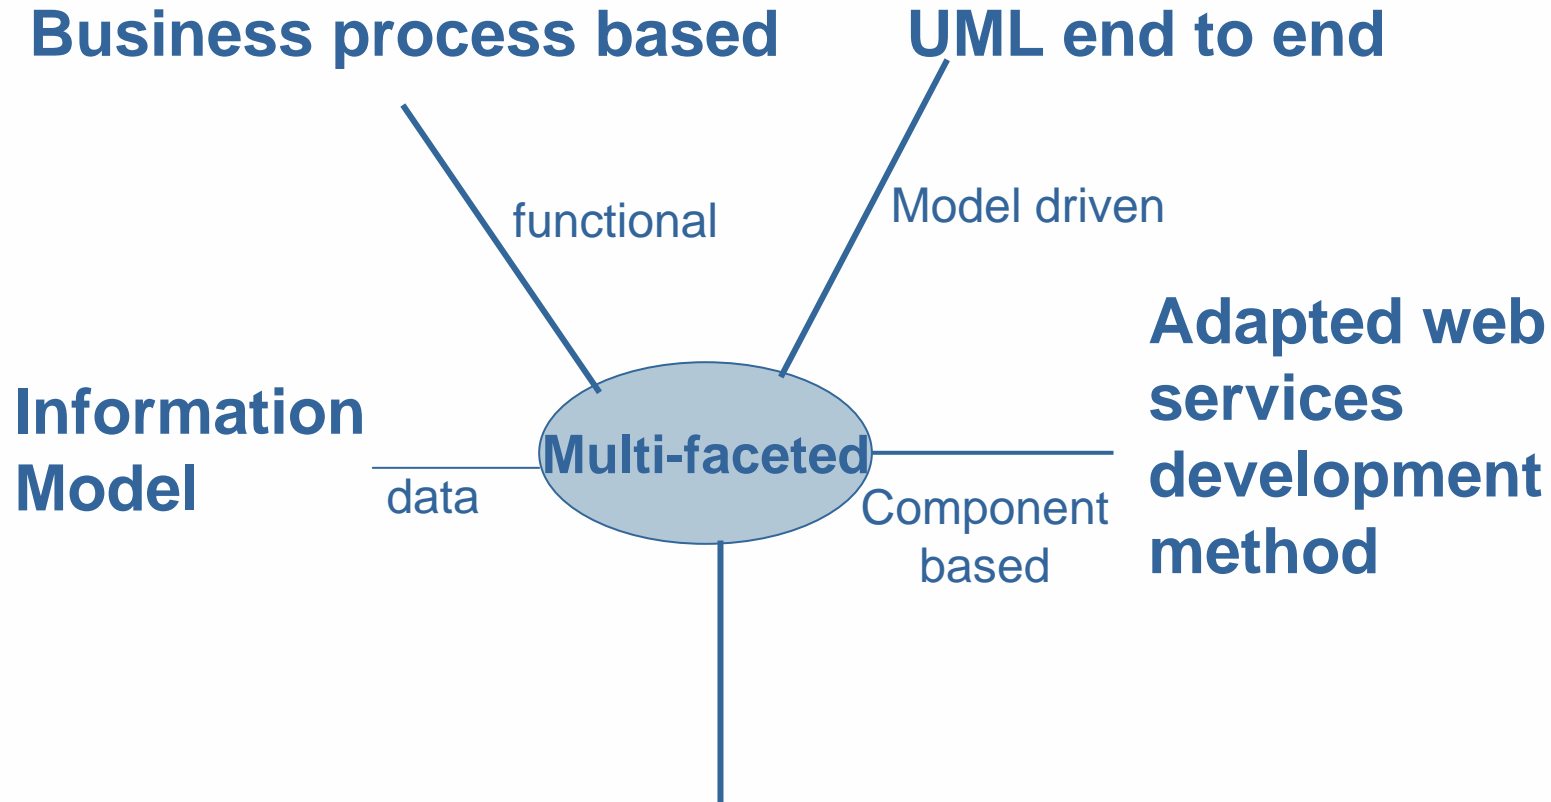 Business process based
UML end to end
functional
Model driven
Adapted web
services
development
method
Information
Model
Multi-faceted
data
Component
based